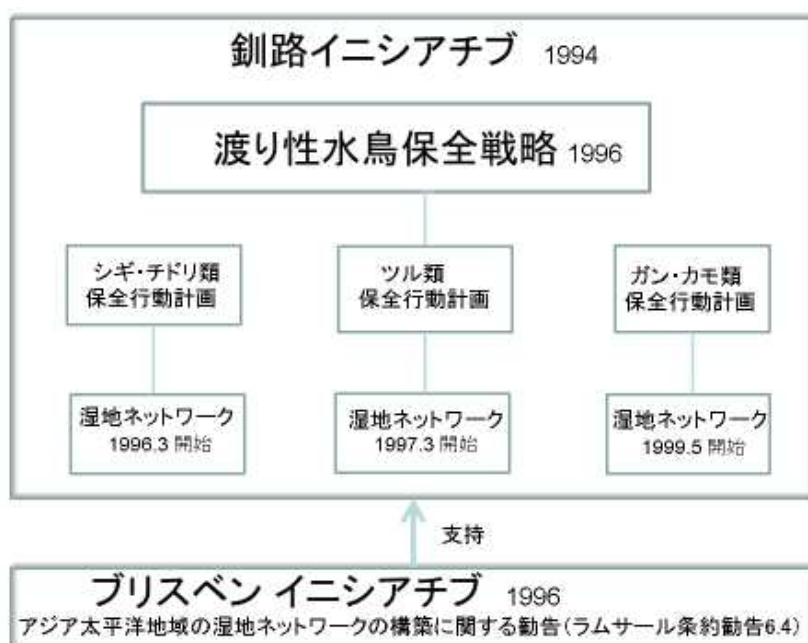 釧路イニシアチブ 1994
渡り性水鳥保全戦略 1996
シギ・チドリ類
保全行動計画
ツル類
保全行動計画
ガン・カモ類
保全行動計画
湿地ネットワーク
1996.3 開始
湿地ネットワーク
1997.3 開始
湿地ネットワーク
1999.5 開始
支持
ブリスベン イニシアチブ 1996
アジア太平洋地域の湿地ネットワークの構築に関する勧告(ラムサール条約勧告6.4)